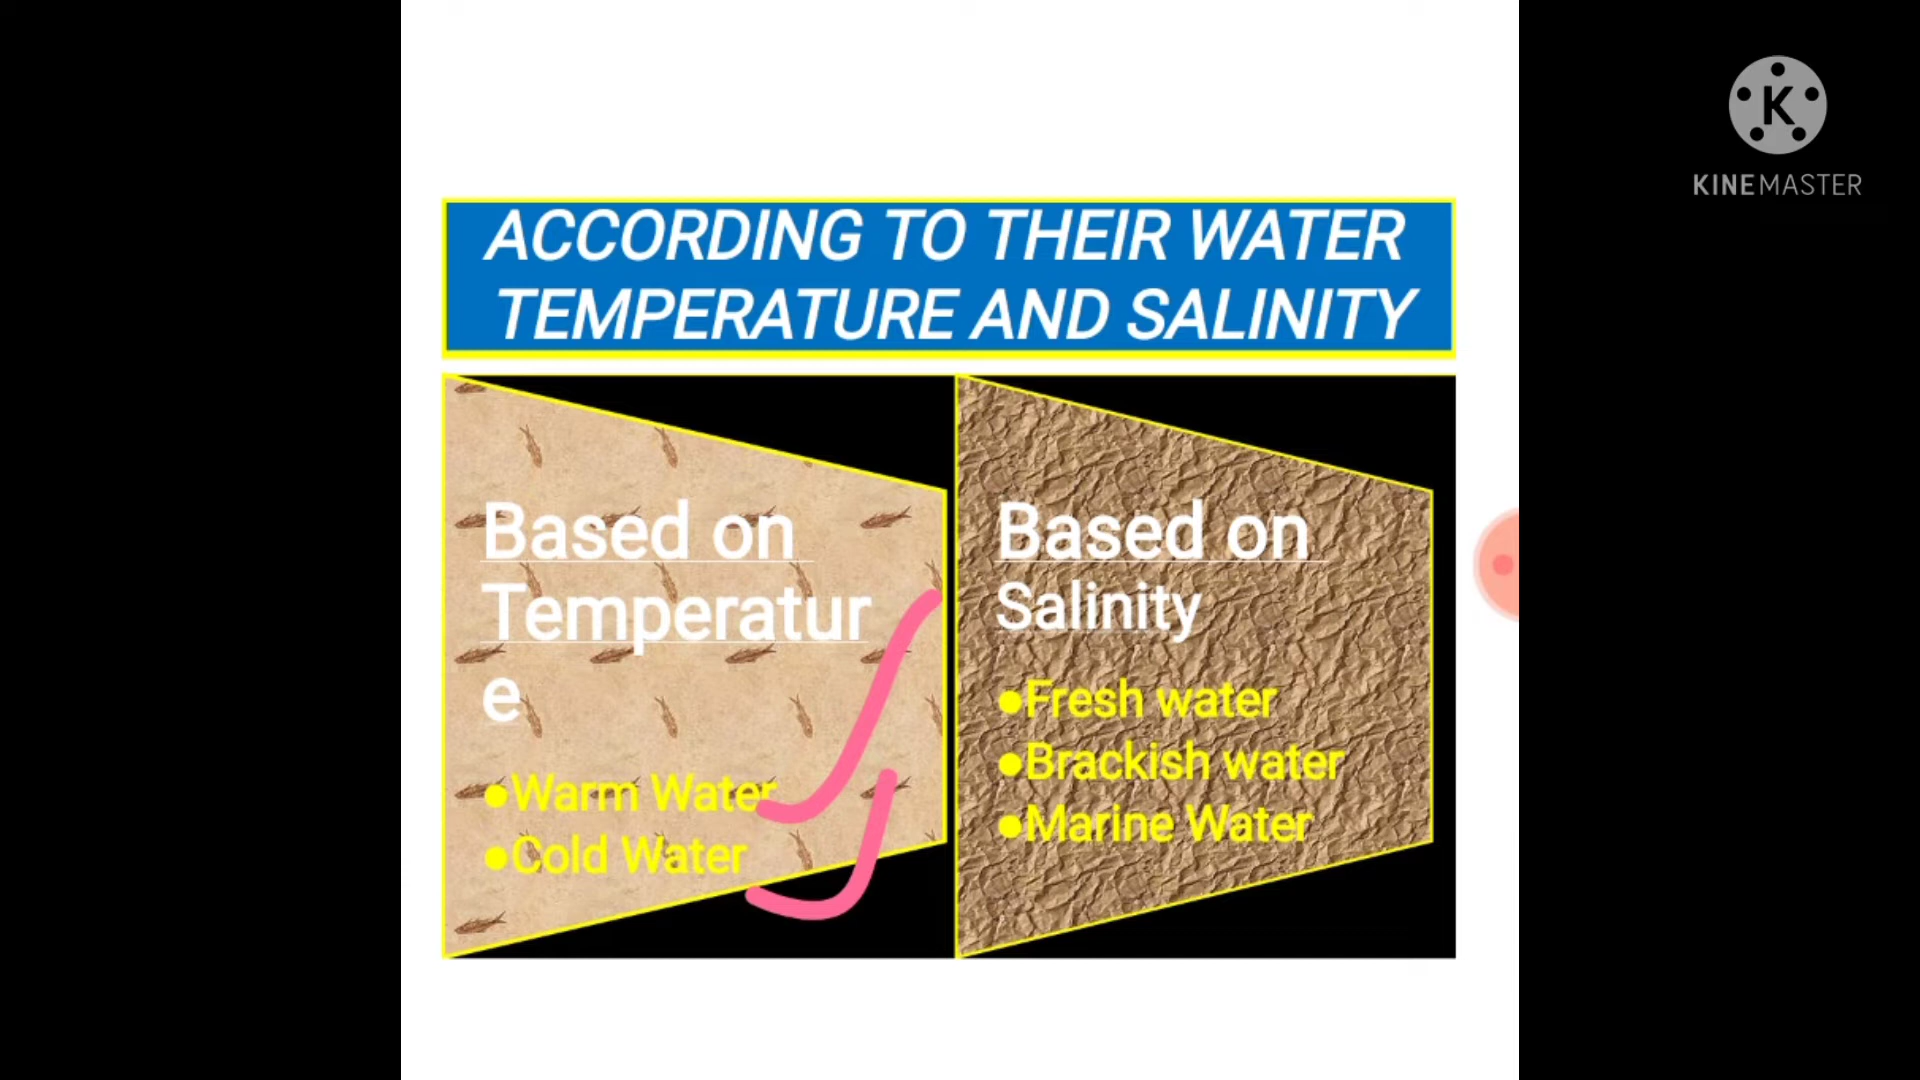 ACCORDING TO THEIR WATER
TEMPERATURE AND SALINITY
Based on
Temperatur
e
●Warm Water
●Cold Water
Based on
Salinity
●Fresh water
●Brackish water
●Marine Water
K
KINEMASTER